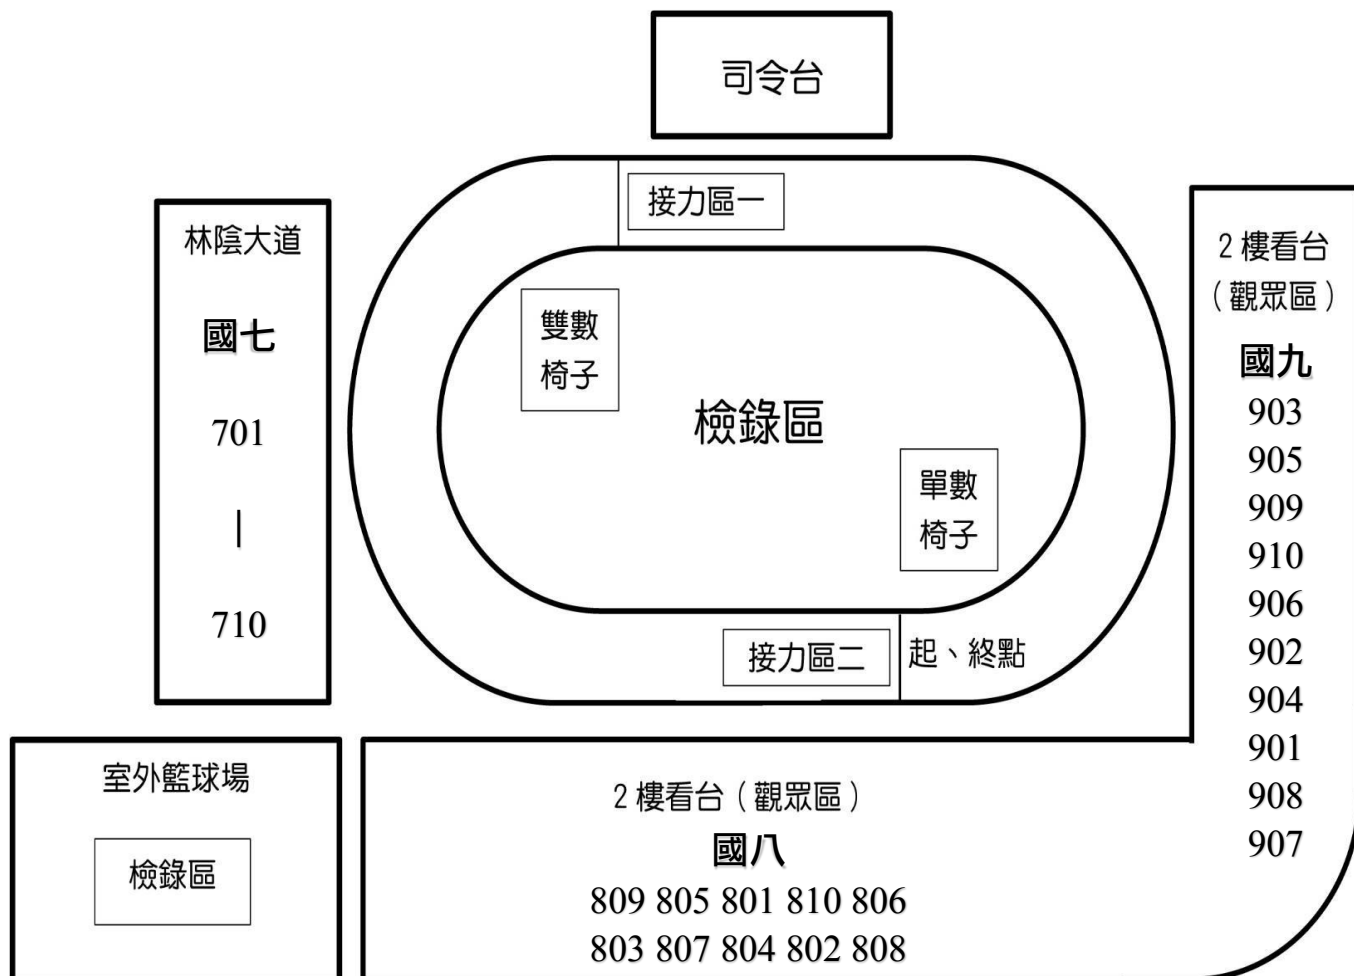 司令台
接力區一
林陰大道
國七
701
|
710
雙數
椅子
檢錄區
單數
椅子
接力區二
起、終點
2樓看台
（觀眾區）
國九
903
905
909
910
906
902
904
901
908
907
室外籃球場
檢錄區
2樓看台（觀眾區）
國八
809 805 801 810 806
803 807 804 802 808